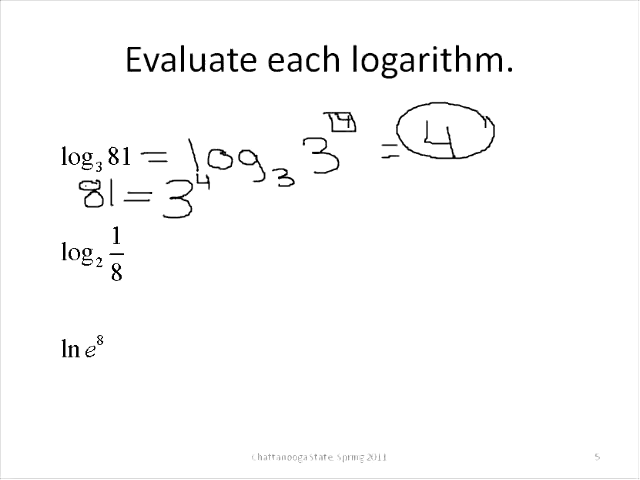 Evaluate each logarithm.
log₃ 81 = log₃ 3⁴ = 4
81 = 3⁴
log₂ 1/8
ln e⁸
Chattanooga State Spring 2011
5